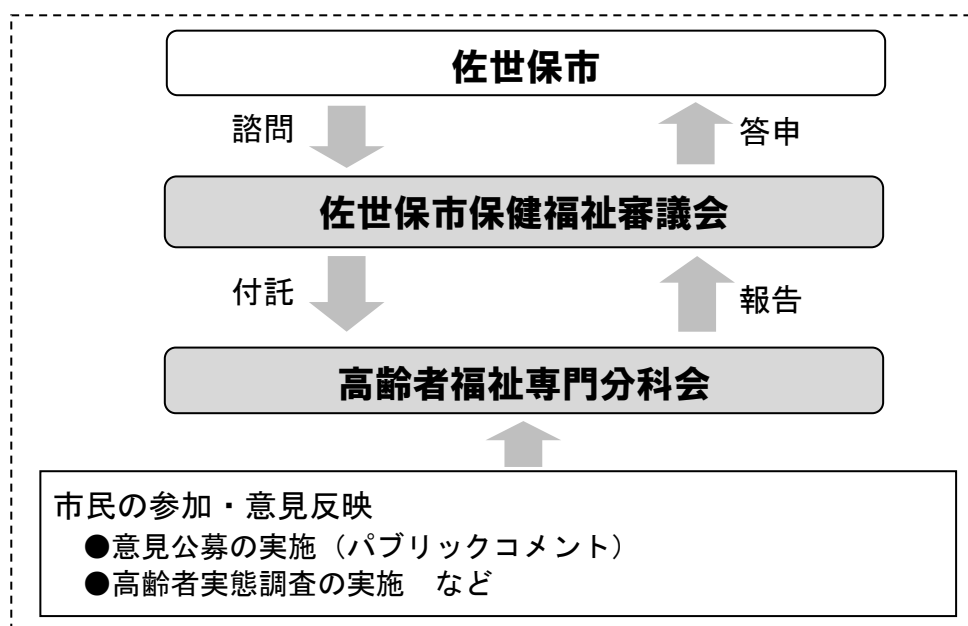 佐世保市
諮問
答申
佐世保市保健福祉審議会
付託
報告
高齢者福祉専門分科会
市民の参加・意見反映
●意見公募の実施（パブリックコメント）
●高齢者実態調査の実施　など